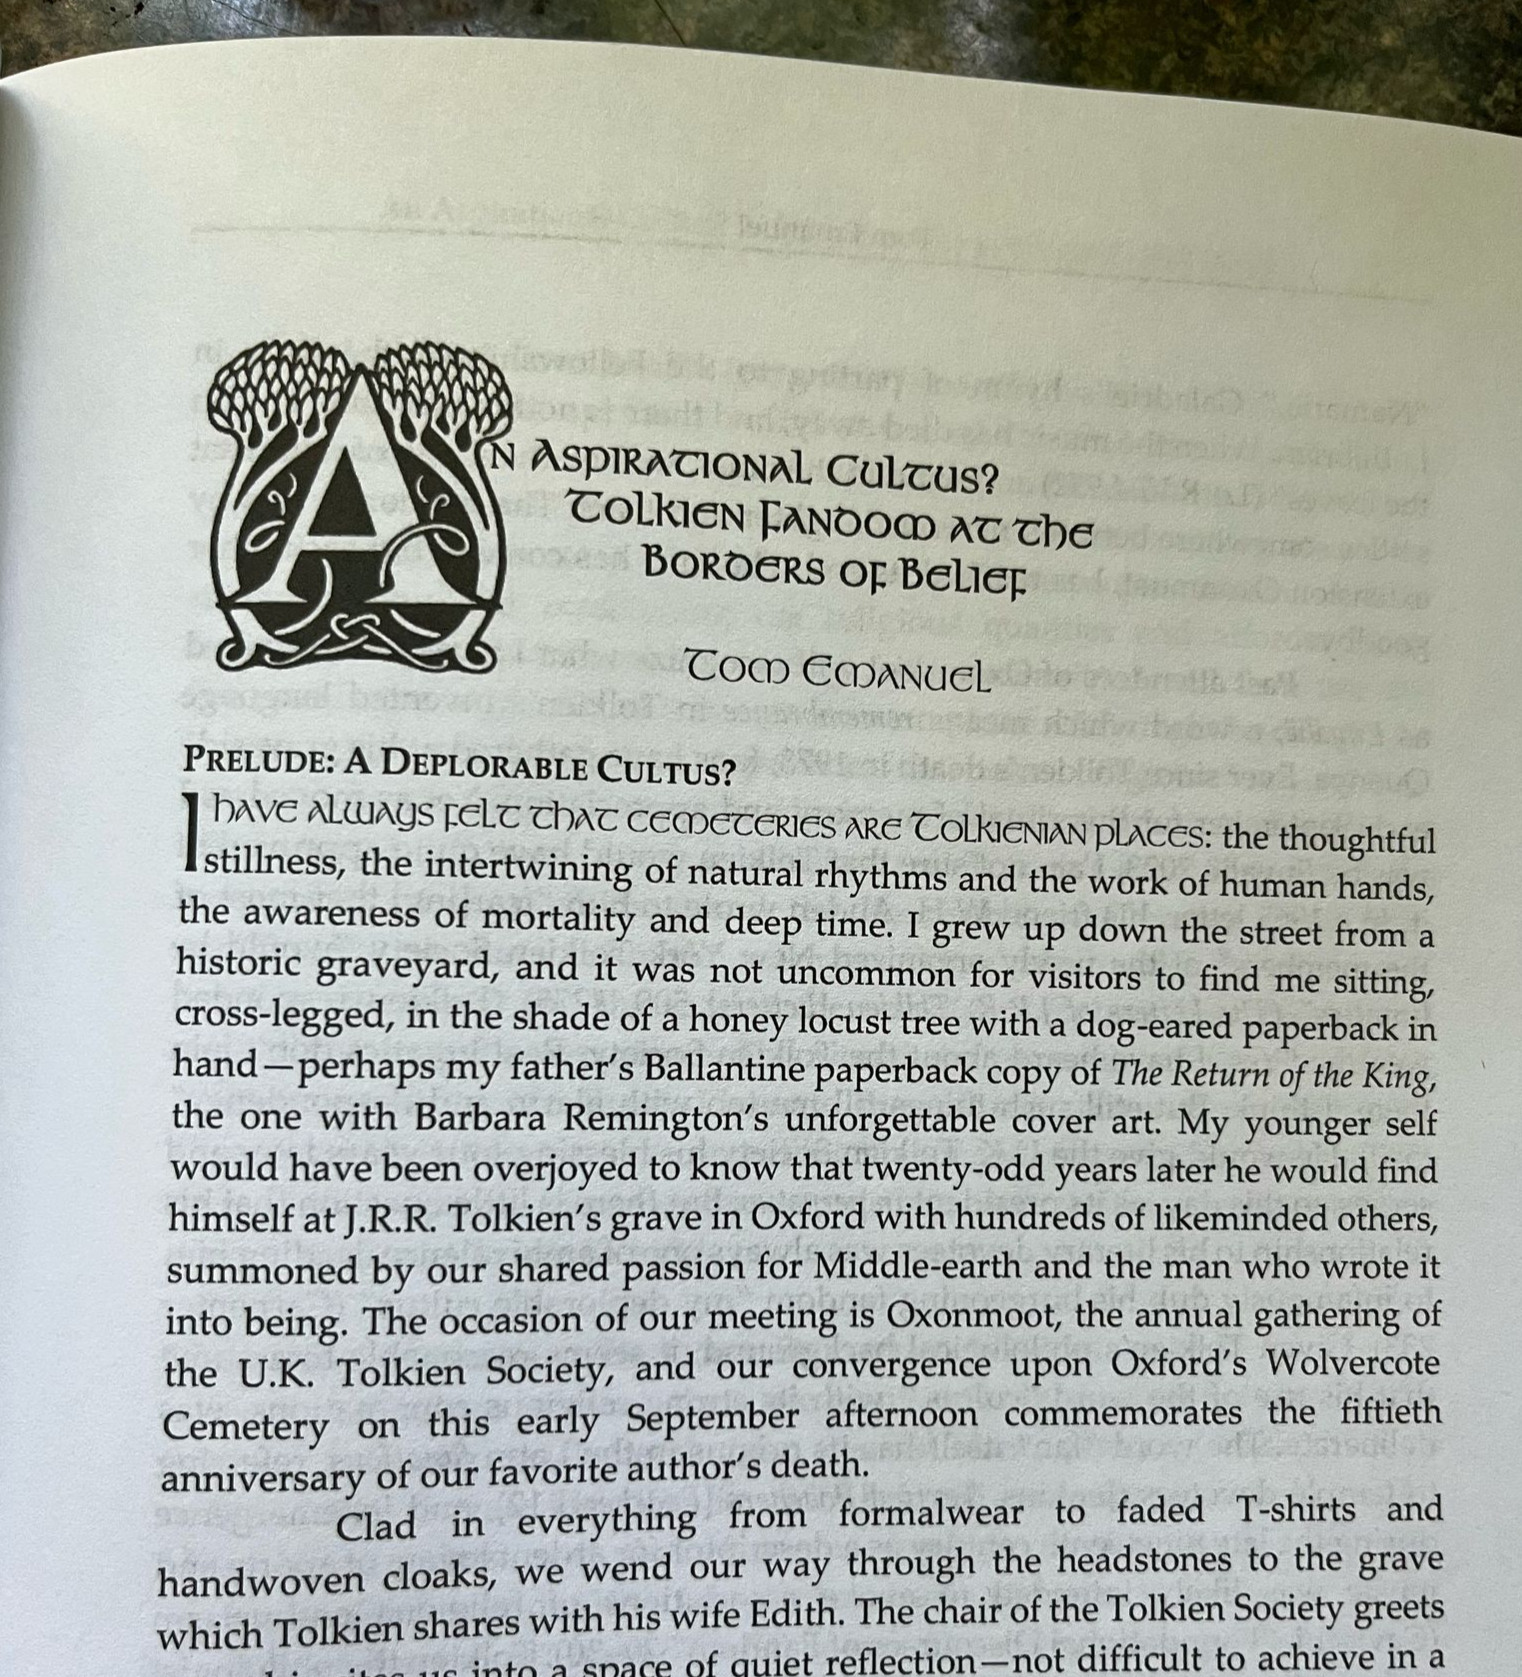 AN ASPIRATIONAL CULTUS?
TOLKIEN FANDOM AT THE
BORDERS OF BELIEF
TOM EMANUEL
PRELUDE: A DEPLORABLE CULTUS?
I HAVE ALWAYS FELT THAT CEMETERIES ARE TOLKIENIAN PLACES: the thoughtful
stillness, the intertwining of natural rhythms and the work of human hands,
the awareness of mortality and deep time. I grew up down the street from a
historic graveyard, and it was not uncommon for visitors to find me sitting,
cross-legged, in the shade of a honey locust tree with a dog-eared paperback in
hand—perhaps my father's Ballantine paperback copy of The Return of the King,
the one with Barbara Remington's unforgettable cover art. My younger self
would have been overjoyed to know that twenty-odd years later he would find
himself at J.R.R. Tolkien's grave in Oxford with hundreds of likeminded others,
summoned by our shared passion for Middle-earth and the man who wrote it
into being. The occasion of our meeting is Oxonmoot, the annual gathering of
the U.K. Tolkien Society, and our convergence upon Oxford's Wolvercote
Cemetery on this early September afternoon commemorates the fiftieth
anniversary of our favorite author's death.
Clad in everything from formalwear to faded T-shirts and
handwoven cloaks, we wend our way through the headstones to the grave
which Tolkien shares with his wife Edith. The chair of the Tolkien Society greets
us into a space of quiet reflection—not difficult to achieve in a